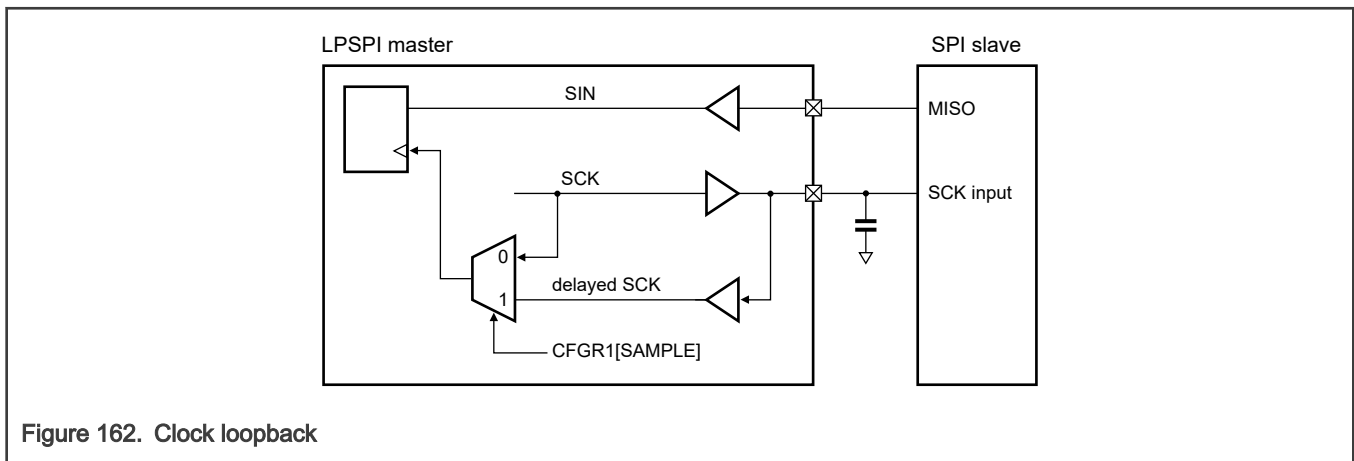 LPSPI master
SPI slave
SIN
MISO
SCK
SCK input
0
delayed SCK
1
CFGR1[SAMPLE]
Figure 162. Clock loopback